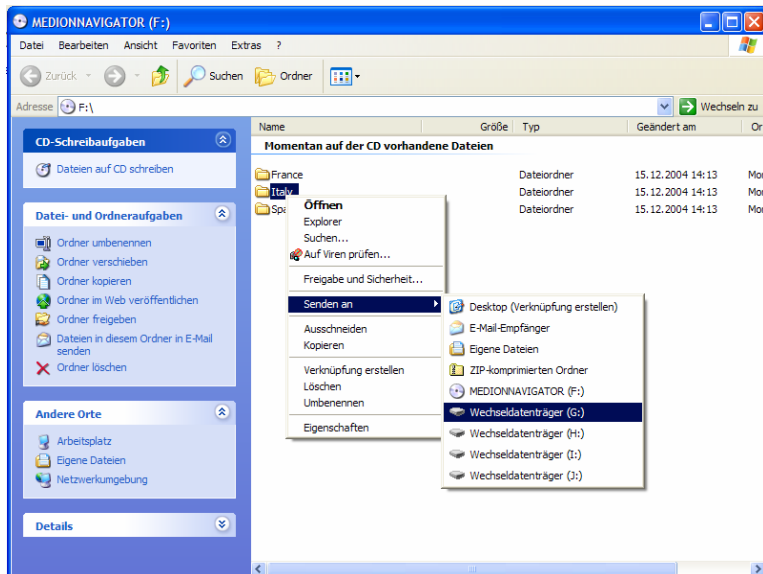 MEDIONNAVIGATOR (F:)
Datei Bearbeiten Ansicht Favoriten Extras ?
Zurück Suchen Ordner
Adresse F:\ Wechseln zu
CD-Schreibaufgaben
Dateien auf CD schreiben
Datei- und Ordneraufgaben
Ordner umbenennen
Ordner verschieben
Ordner kopieren
Ordner im Web veröffentlichen
Ordner freigeben
Dateien in diesem Ordner in E-Mail
senden
Ordner löschen
Andere Orte
Arbeitsplatz
Eigene Dateien
Netzwerkumgebung
Details
Name Größe Typ Geändert am Or
Momentan auf der CD vorhandene Dateien
France Dateiordner 15.12.2004 14:13 Mo
Italy Dateiordner 15.12.2004 14:13 Mo
Spa Dateiordner 15.12.2004 14:13 Mo
Öffnen
Explorer
Suchen...
Auf Viren prüfen...
Freigabe und Sicherheit...
Senden an
Ausschneiden
Kopieren
Verknüpfung erstellen
Löschen
Umbenennen
Eigenschaften
Desktop (Verknüpfung erstellen)
E-Mail-Empfänger
Eigene Dateien
ZIP-komprimierten Ordner
MEDIONNAVIGATOR (F:)
Wechseldatenträger (G:)
Wechseldatenträger (H:)
Wechseldatenträger (I:)
Wechseldatenträger (J:)